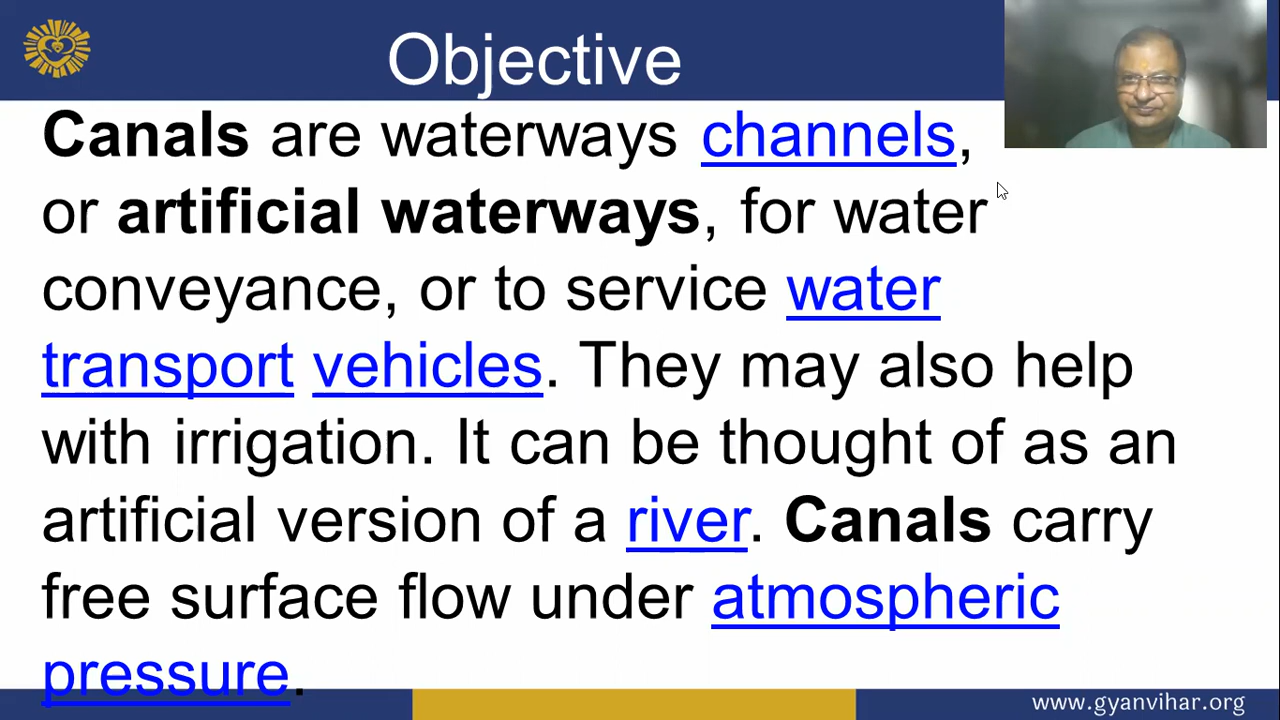 Objective
Canals are waterways channels,
or artificial waterways, for water
conveyance, or to service water
transport vehicles. They may also help
with irrigation. It can be thought of as an
artificial version of a river. Canals carry
free surface flow under atmospheric
pressure.
www.gyanvihar.org